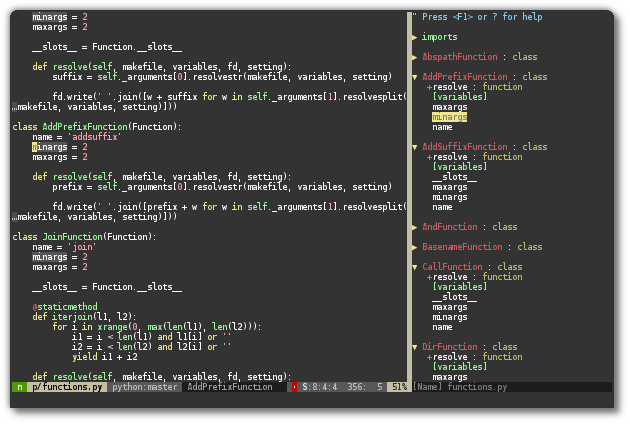 minargs = 2
    maxargs = 2

    __slots__ = Function.__slots__

    def resolve(self, makefile, variables, fd, setting):
        suffix = self._arguments[0].resolvestr(makefile, variables, setting)

        fd.write(' '.join([w + suffix for w in self._arguments[1].resolvesplit(
…makefile, variables, setting)]))

class AddPrefixFunction(Function):
    name = 'addsuffix'
    minargs = 2
    maxargs = 2

    def resolve(self, makefile, variables, fd, setting):
        prefix = self._arguments[0].resolvestr(makefile, variables, setting)

        fd.write(' '.join([prefix + w for w in self._arguments[1].resolvesplit(
…makefile, variables, setting)]))

class JoinFunction(Function):
    name = 'join'
    minargs = 2
    maxargs = 2

    __slots__ = Function.__slots__

    @staticmethod
    def iterjoin(l1, l2):
        for i in xrange(0, max(len(l1), len(l2))):
            i1 = i < len(l1) and l1[i] or ''
            i2 = i < len(l2) and l2[i] or ''
            yield i1 + i2

    def resolve(self, makefile, variables, fd, setting):
n p/functions.py python:master AddPrefixFunction S:8:4:4 356: 5 51%
" Press <F1> or ? for help

▶ imports

▶ AbspathFunction : class

▼ AddPrefixFunction : class
   +resolve : function
    [variables]
    maxargs
    minargs
    name

▼ AddSuffixFunction : class
   +resolve : function
    [variables]
    __slots__
    maxargs
    minargs
    name

▶ AndFunction : class

▶ BasenameFunction : class

▼ CallFunction : class
   +resolve : function
    [variables]
    __slots__
    maxargs
    minargs
    name

▼ DirFunction : class
   +resolve : function
    [variables]
    maxargs
[Name] functions.py